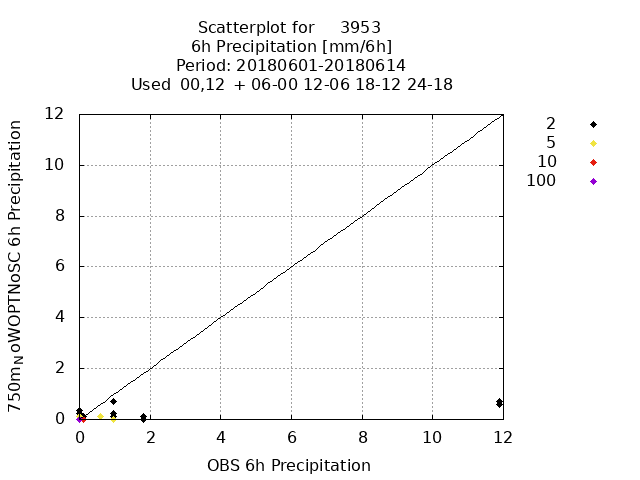 Scatterplot for 3953
6h Precipitation [mm/6h]
Period: 20180601-20180614
Used 00,12 + 06-00 12-06 18-12 24-18
12
10
8
6
4
2
0
0 2 4 6 8 10 12
750mNoWOPTNoSC 6h Precipitation
OBS 6h Precipitation
2
5
10
100